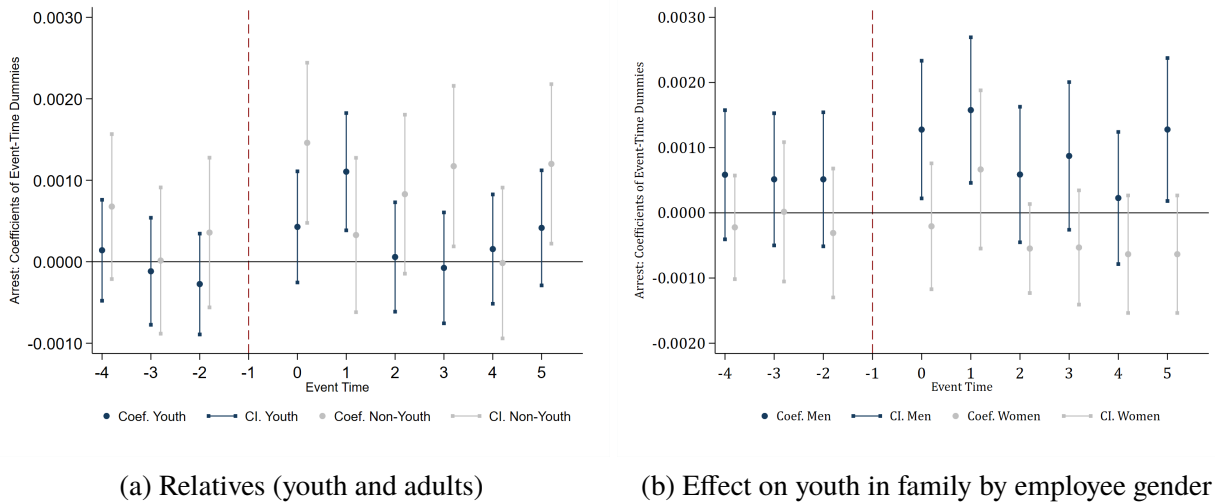 0.0030
0.0020
0.0010
0.0000
-0.0010
Arrest: Coefficients of Event-Time Dummies
-4 -3 -2 -1 0 1 2 3 4 5
Event Time
Coef. Youth CI. Youth Coef. Non-Youth CI. Non-Youth
(a) Relatives (youth and adults)
0.0030
0.0020
0.0010
0.0000
-0.0010
-0.0020
Arrest: Coefficients of Event-Time Dummies
-4 -3 -2 -1 0 1 2 3 4 5
Event Time
Coef. Men CI. Men Coef. Women CI. Women
(b) Effect on youth in family by employee gender